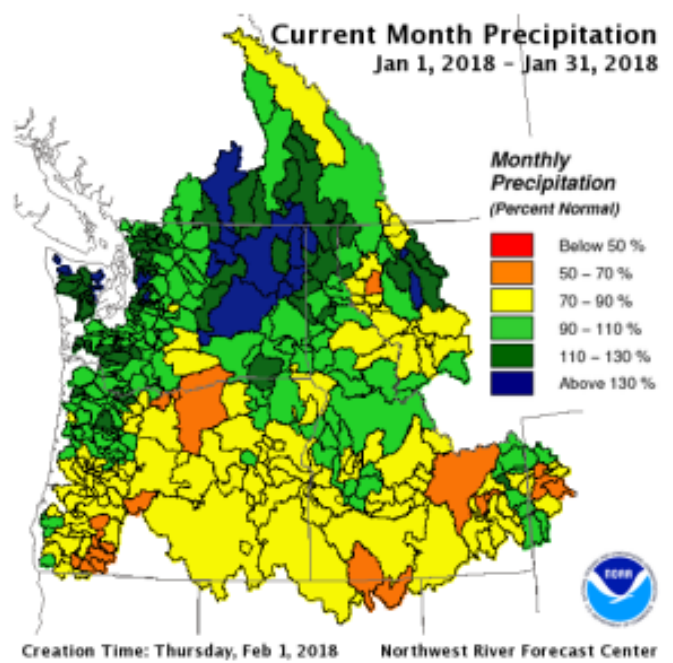 Current Month Precipitation
Jan 1, 2018 – Jan 31, 2018
Monthly
Precipitation
(Percent Normal)
Below 50 %
50 – 70 %
70 – 90 %
90 – 110 %
110 – 130 %
Above 130 %
NOAA
Creation Time: Thursday, Feb 1, 2018
Northwest River Forecast Center